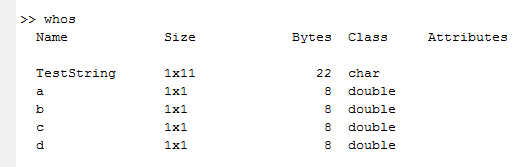 >> whos
Name Size Bytes Class Attributes
TestString 1x11 22 char
a 1x1 8 double
b 1x1 8 double
c 1x1 8 double
d 1x1 8 double